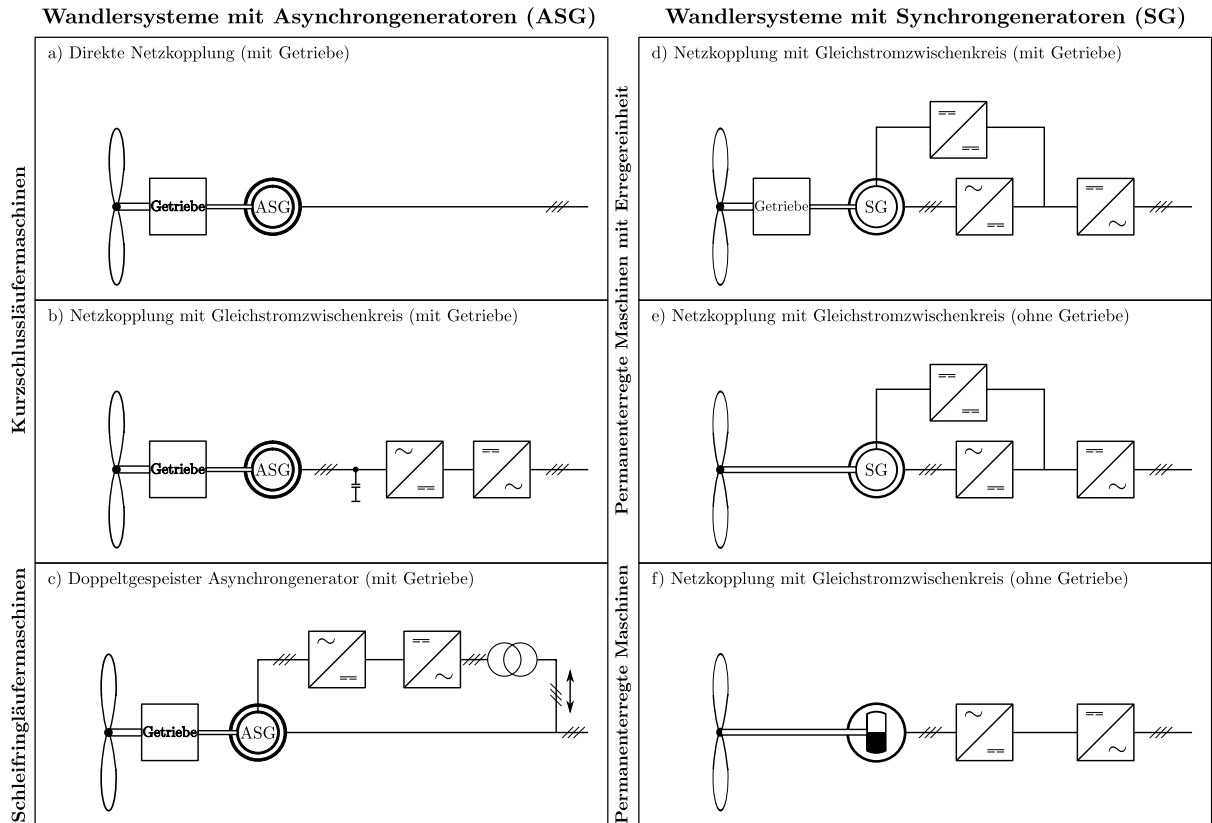 Wandlersysteme mit Asynchrongeneratoren (ASG)
Kurzschlussläufermaschinen
a) Direkte Netzkopplung (mit Getriebe)
Getriebe
ASG
b) Netzkopplung mit Gleichstromzwischenkreis (mit Getriebe)
Getriebe
ASG
Schleifringläufermaschinen
c) Doppeltgespeister Asynchrongenerator (mit Getriebe)
Getriebe
ASG
Wandlersysteme mit Synchrongeneratoren (SG)
Permanenterregte Maschinen mit Erregereinheit
d) Netzkopplung mit Gleichstromzwischenkreis (mit Getriebe)
Getriebe
SG
e) Netzkopplung mit Gleichstromzwischenkreis (ohne Getriebe)
SG
Permanenterregte Maschinen
f) Netzkopplung mit Gleichstromzwischenkreis (ohne Getriebe)